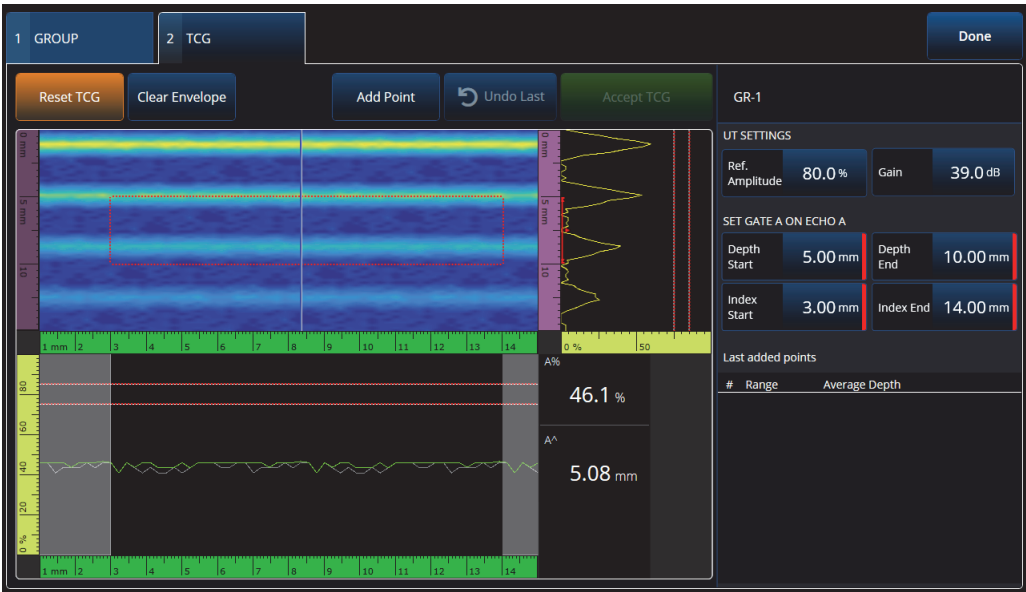 1 GROUP
2 TCG
Done
Reset TCG
Clear Envelope
Add Point
Undo Last
Accept TCG
GR-1
UT SETTINGS
Ref. Amplitude 80.0 %
Gain 39.0 dB
SET GATE A ON ECHO A
Depth Start 5.00 mm
Depth End 10.00 mm
Index Start 3.00 mm
Index End 14.00 mm
Last added points
# Range Average Depth
0 mm
5 mm
10
0 mm
5 mm
10
1 mm 2 3 4 5 6 7 8 9 10 11 12 13 14
0 % 50
80
60
40
20
0 %
A%
46.1 %
A^
5.08 mm
1 mm 2 3 4 5 6 7 8 9 10 11 12 13 14